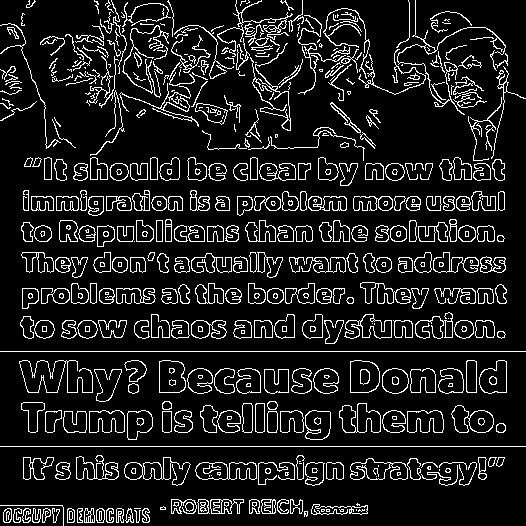 "It should be clear by now that
immigration is a problem more useful
to Republicans than the solution.
They don't actually want to address
problems at the border. They want
to sow chaos and dysfunction.
Why? Because Donald
Trump is telling them to.
It's his only campaign strategy!"
- ROBERT REICH, Economist
OCCUPY DEMOCRATS